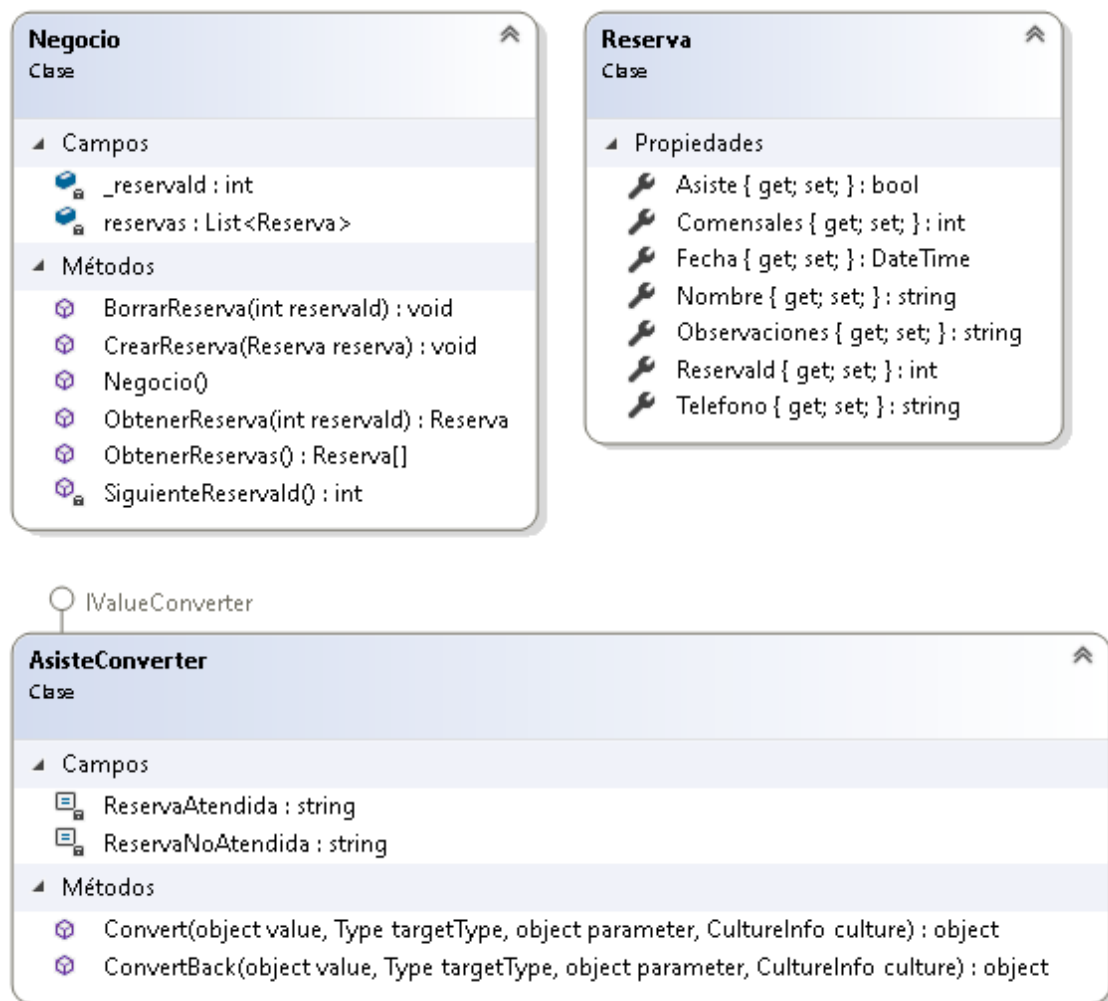 Negocio
Clase
Campos
_reservaId : int
reservas : List<Reserva>
Métodos
BorrarReserva(int reservaId) : void
CrearReserva(Reserva reserva) : void
Negocio()
ObtenerReserva(int reservaId) : Reserva
ObtenerReservas() : Reserva[]
SiguienteReservaId() : int
Reserva
Clase
Propiedades
Asiste { get; set; } : bool
Comensales { get; set; } : int
Fecha { get; set; } : DateTime
Nombre { get; set; } : string
Observaciones { get; set; } : string
ReservaId { get; set; } : int
Telefono { get; set; } : string
IValueConverter
AsisteConverter
Clase
Campos
ReservaAtendida : string
ReservaNoAtendida : string
Métodos
Convert(object value, Type targetType, object parameter, CultureInfo culture) : object
ConvertBack(object value, Type targetType, object parameter, CultureInfo culture) : object